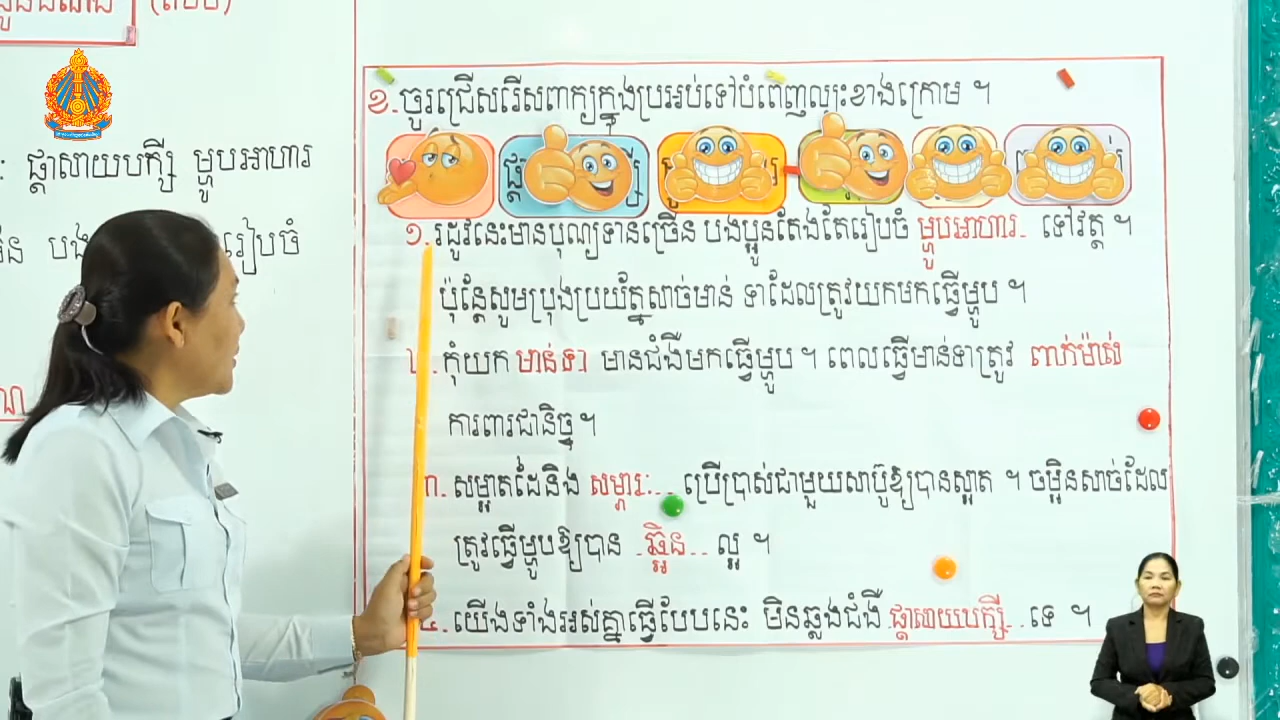 ខ. ចូរជ្រើសរើសពាក្យក្នុងប្រអប់ទៅបំពេញល្បះខាងក្រោម ។
១. រដូវនេះមានបុណ្យទានច្រើន បងប្អូនតែងតែរៀបចំ ម្ហូបអាហារ ទៅវត្ត ។
ប៉ុន្តែសូមប្រុងប្រយ័ត្នសាច់មាន់ ទាដែលត្រូវយកមកធ្វើម្ហូប ។
កុំយក មាន់ទា មានជំងឺមកធ្វើម្ហូប ។ ពេលធ្វើមាន់ទាត្រូវ ពាក់ម៉ាស់
ការពារជានិច្ច ។
៣. សម្អាតដៃនិង សម្ភារៈ ប្រើប្រាស់ជាមួយសាប៊ូឱ្យបានស្អាត ។ ចម្អិនសាច់ដែល
ត្រូវធ្វើម្ហូបឱ្យបាន ឆ្អិន ល្អ ។
៤. យើងទាំងអស់គ្នាធ្វើបែបនេះ មិនឆ្លងជំងឺ ផ្តាសាយបក្សី ទេ ។
ផ្តាសាយបក្សី ម្ហូបអាហារ
បង
រៀបចំ